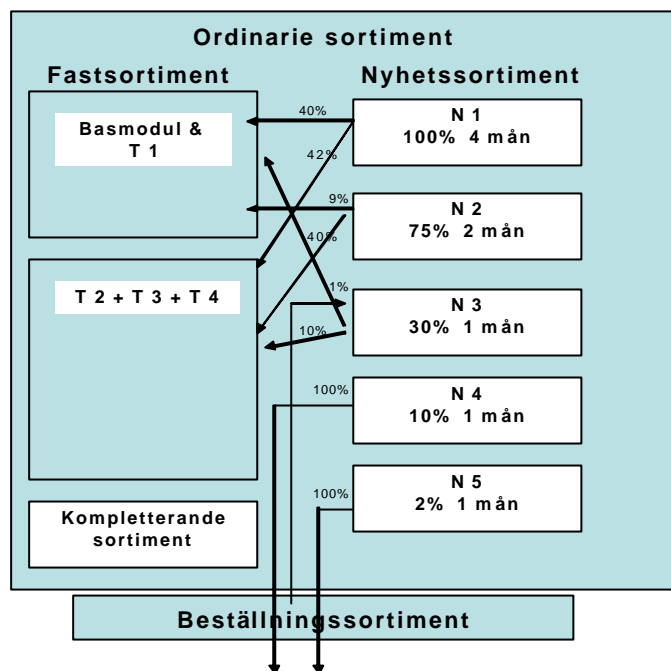 Ordinarie sortiment
Fastsortiment
Nyhetssortiment
Basmodul &
T 1
T 2 + T 3 + T 4
Kompletterande
sortiment
40%
42%
9%
40%
1%
10%
100%
100%
N 1
100% 4 mån
N 2
75% 2 mån
N 3
30% 1 mån
N 4
10% 1 mån
N 5
2% 1 mån
Beställningssortiment